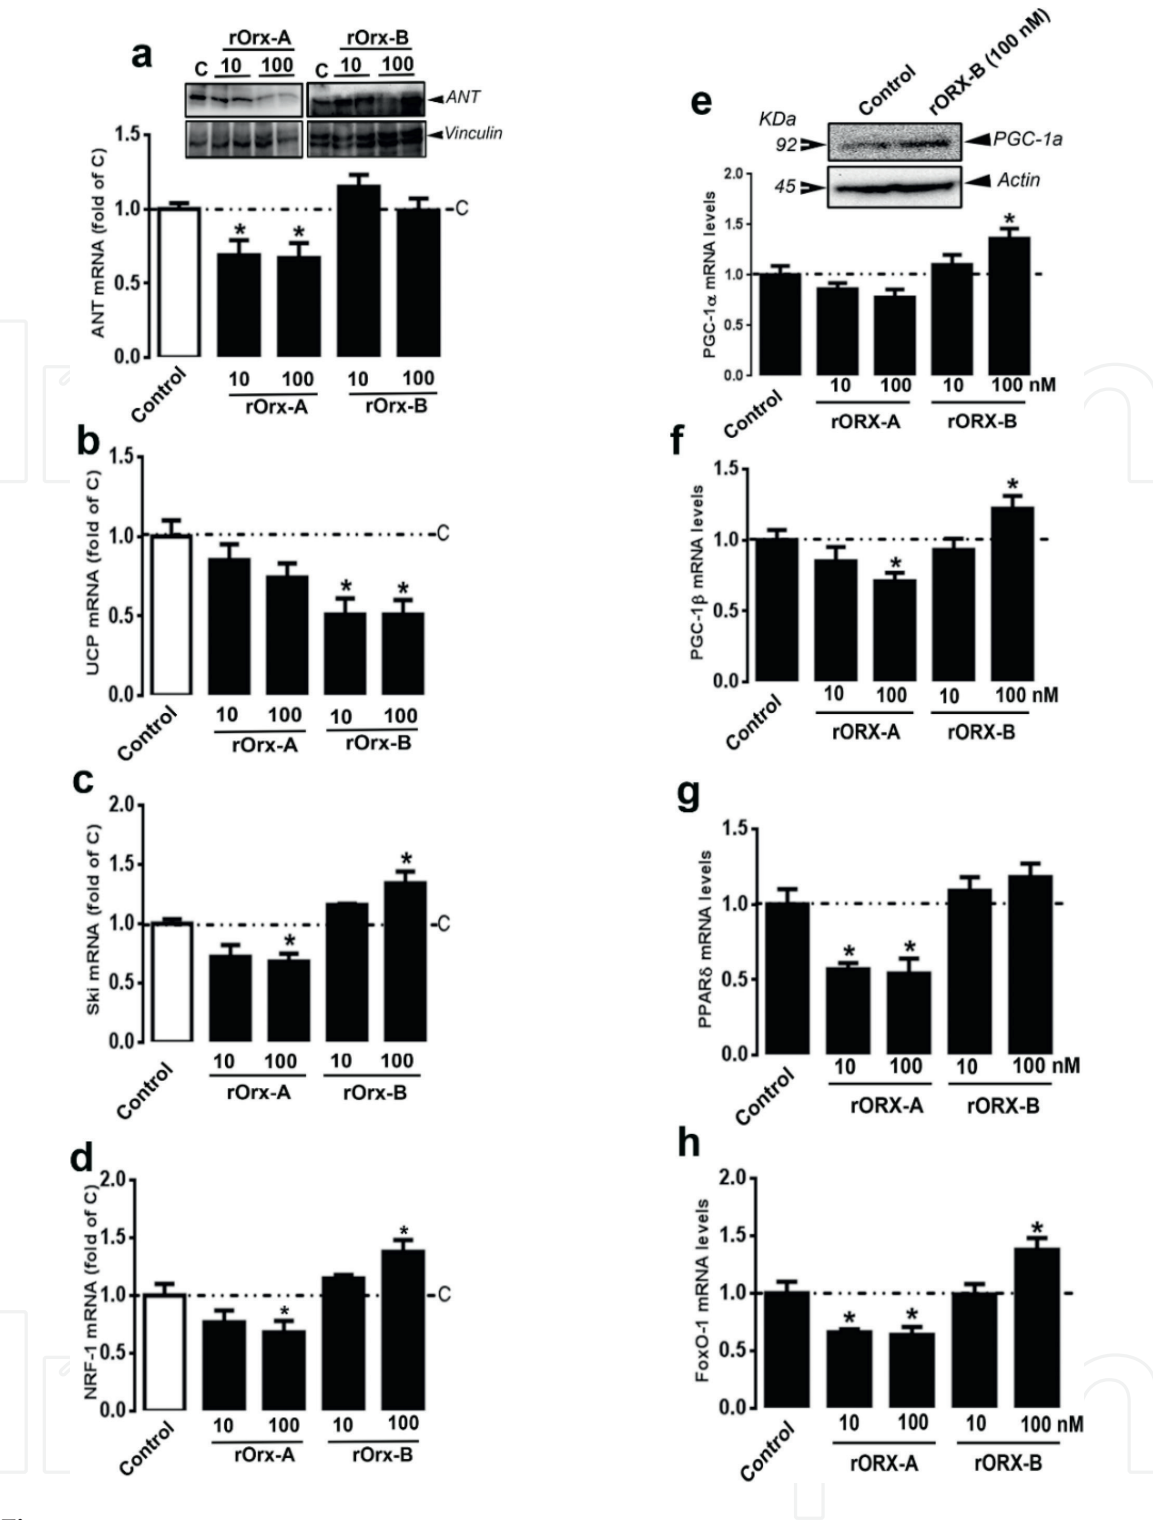 a
rOrx-A rOrx-B
C 10 100 C 10 100
ANT
Vinculin
ANT mRNA (fold of C)
1.5
1.0
0.5
0.0
* *
C
Control 10 100 10 100
rOrx-A rOrx-B
b
UCP mRNA (fold of C)
1.5
1.0
0.5
0.0
* *
C
Control 10 100 10 100
rOrx-A rOrx-B
c
Ski mRNA (fold of C)
2.0
1.5
1.0
0.5
0.0
* *
C
Control 10 100 10 100
rOrx-A rOrx-B
d
NRF-1 mRNA (fold of C)
2.0
1.5
1.0
0.5
0.0
* *
C
Control 10 100 10 100
rOrx-A rOrx-B
e
Control rORX-B (100 nM)
KDa
92 PGC-1a
45 Actin
PGC-1α mRNA levels
2.0
1.5
1.0
0.5
0.0
*
Control 10 100 10 100 nM
rORX-A rORX-B
f
PGC-1β mRNA levels
1.5
1.0
0.5
0.0
* *
Control 10 100 10 100 nM
rORX-A rORX-B
g
PPARδ mRNA levels
1.5
1.0
0.5
0.0
* *
Control 10 100 10 100 nM
rORX-A rORX-B
h
FoxO-1 mRNA levels
2.0
1.5
1.0
0.5
0.0
* * *
Control 10 100 10 100 nM
rORX-A rORX-B